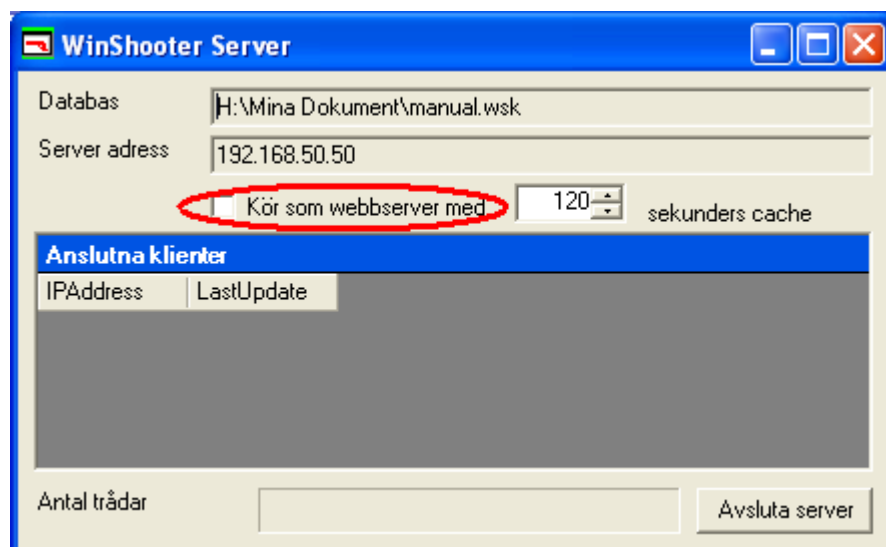 WinShooter Server
Databas H:\Mina Dokument\manual.wsk
Server adress 192.168.50.50
Kör som webbserver med 120 sekunders cache
Anslutna klienter
IPAddress LastUpdate
Antal trådar Avsluta server